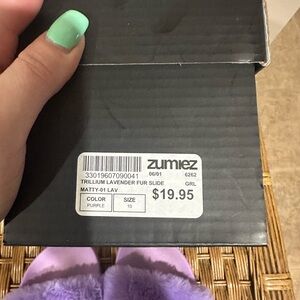 zumiez
33019607090041 06/01 6262
TRILLIUM LAVENDER FUR SLIDE GRL
MATTY-01 LAV
COLOR SIZE $19.95
PURPLE 10